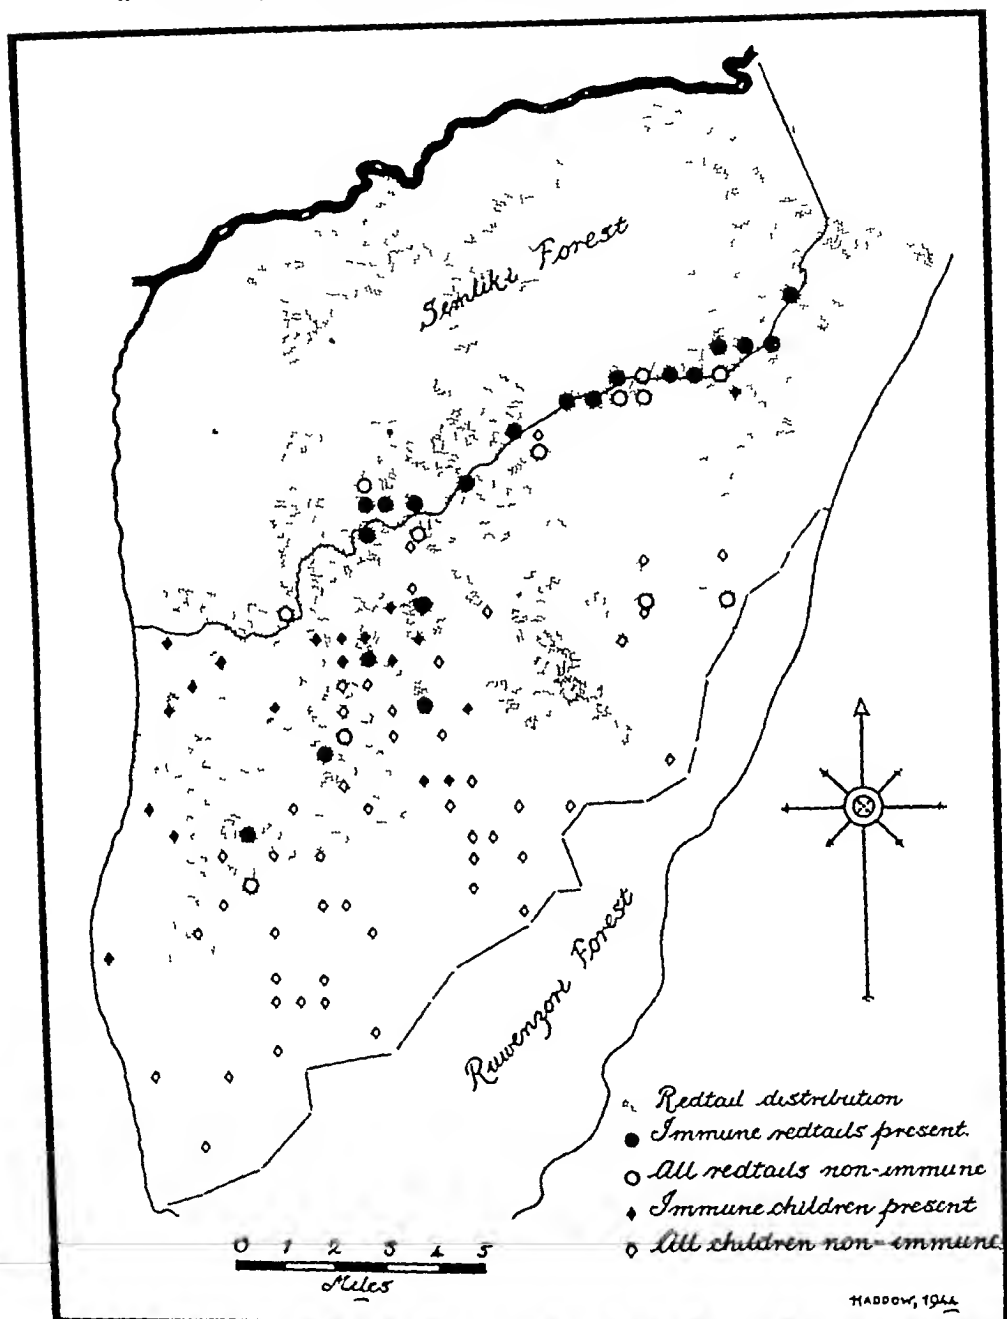 Semliki Forest
Ruwenzori Forest
Redtail distribution
Immune redtails present.
All redtails non-immune
Immune children present
All children non-immune.
0 1 2 3 4 5
Miles
HADDOW, 1944